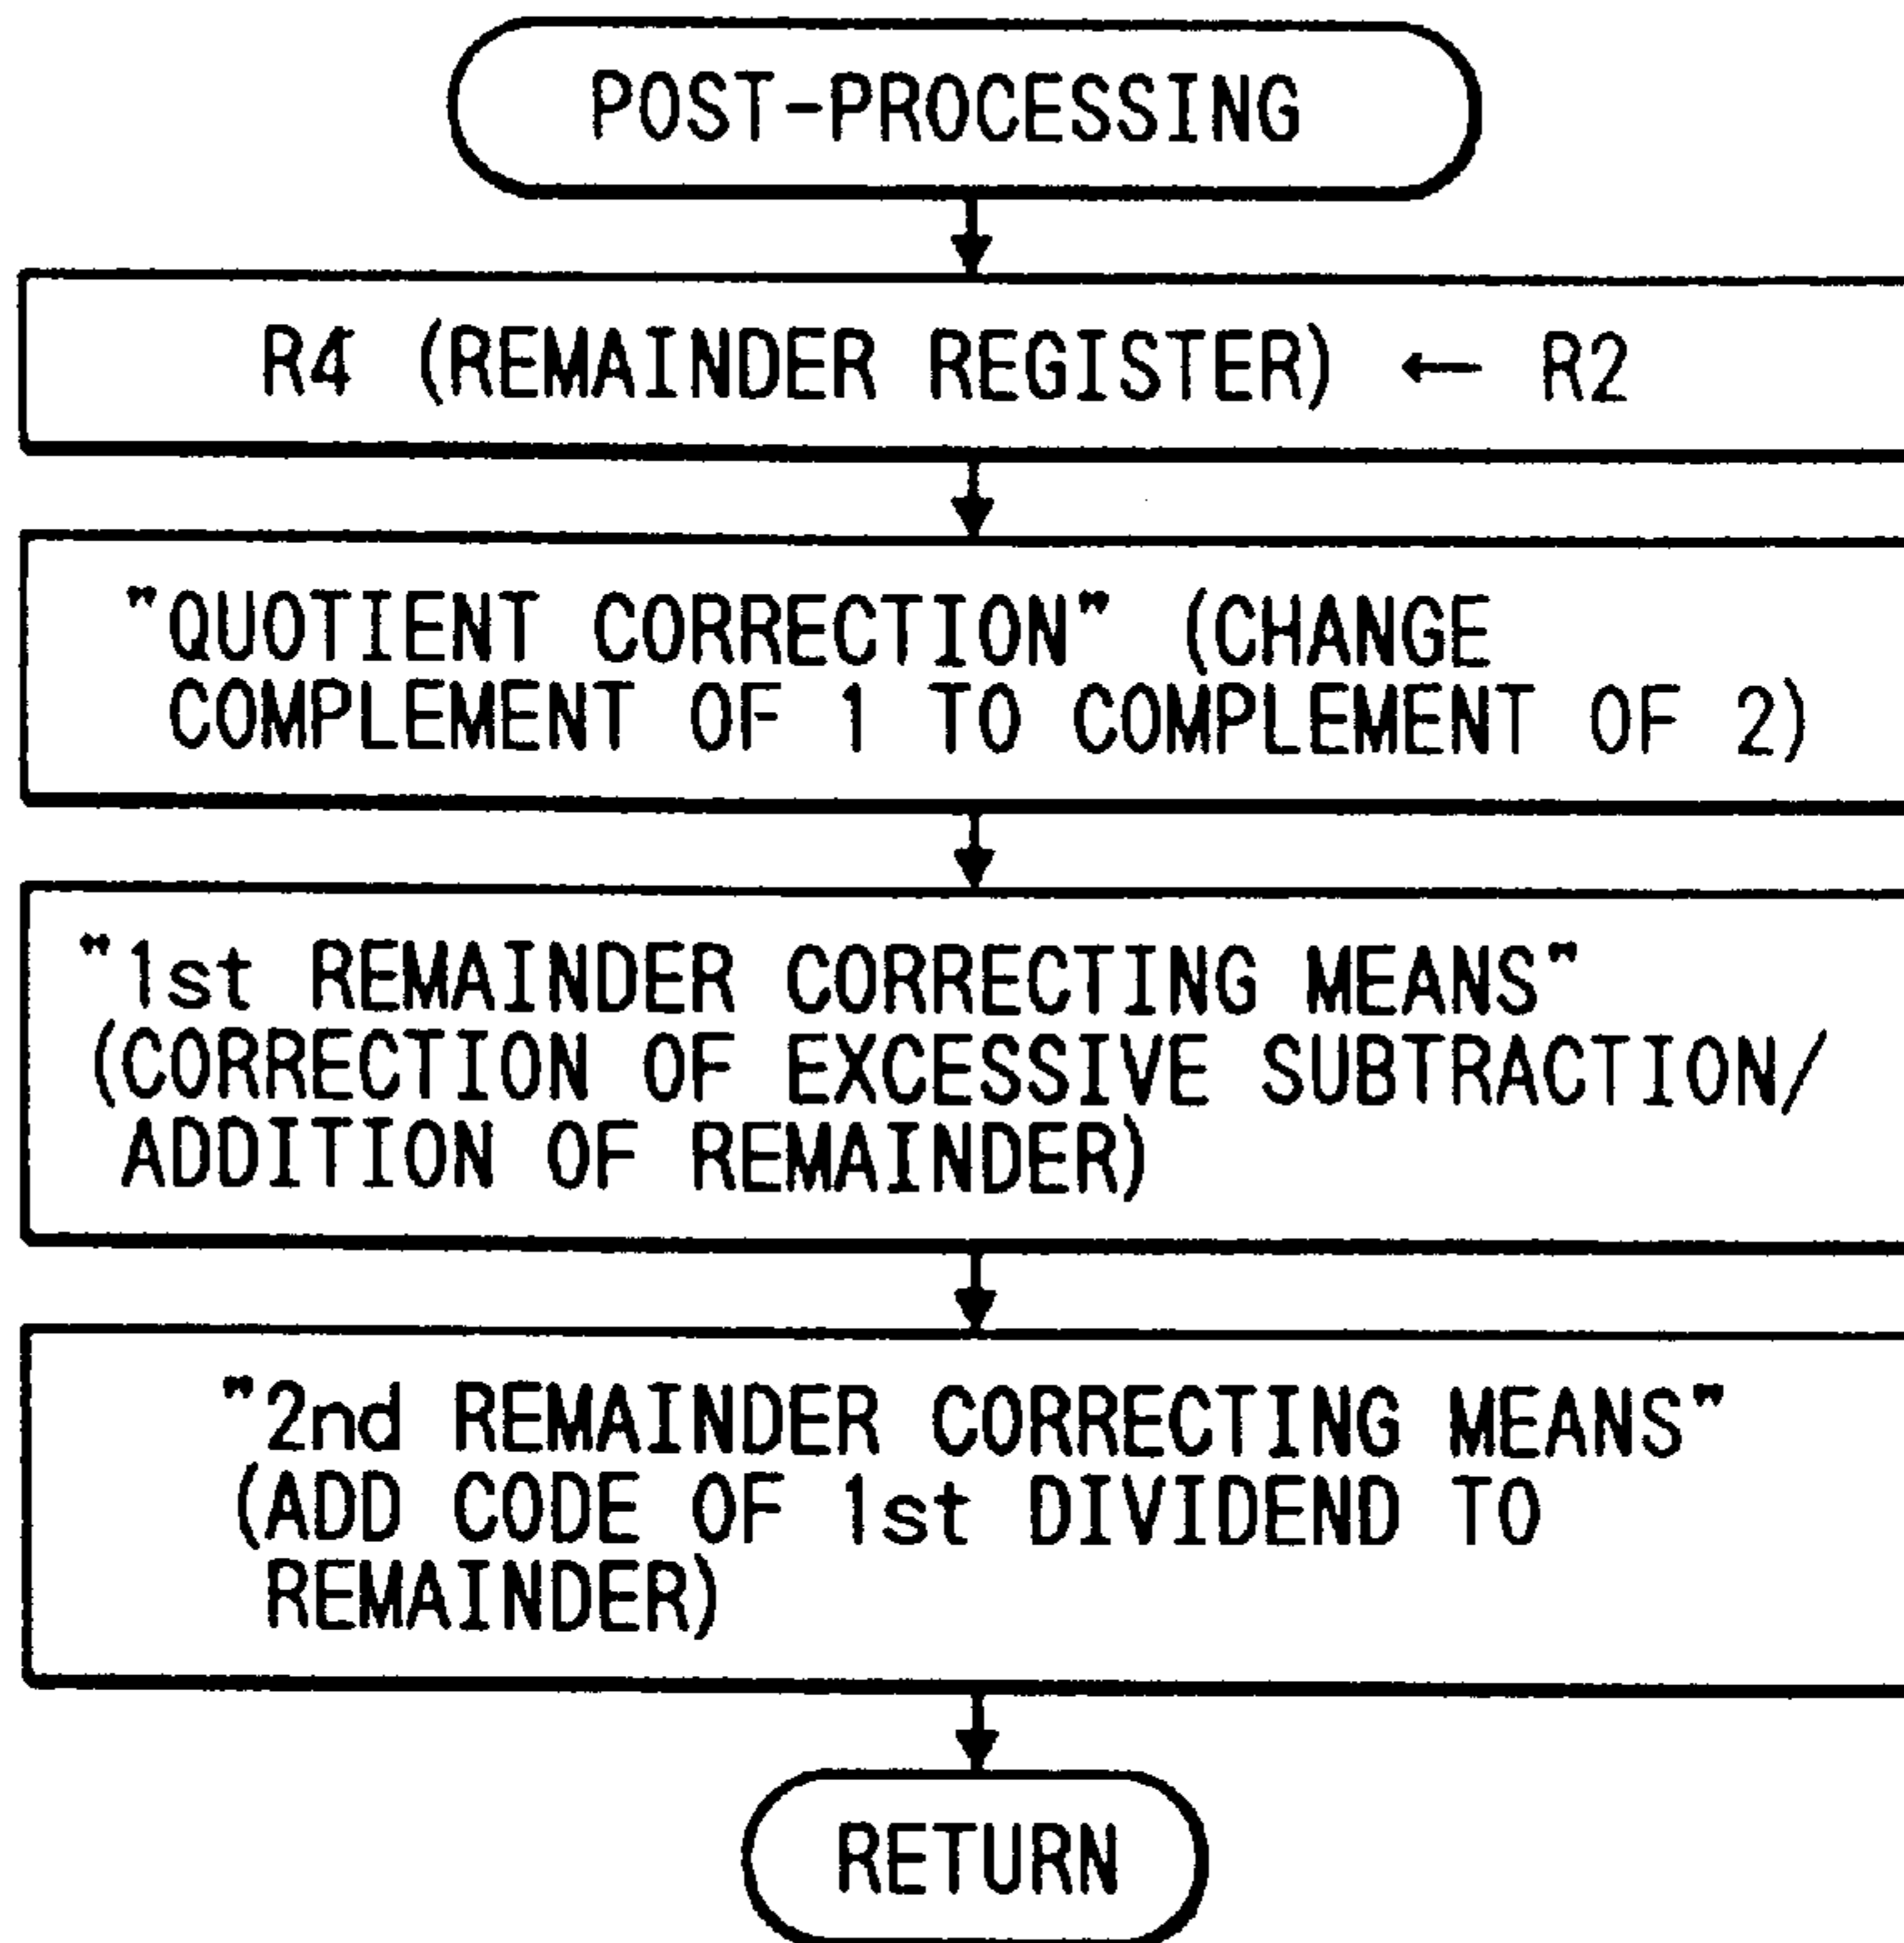 POST-PROCESSING
R4 (REMAINDER REGISTER) ← R2
"QUOTIENT CORRECTION" (CHANGE
COMPLEMENT OF 1 TO COMPLEMENT OF 2)
"1st REMAINDER CORRECTING MEANS"
(CORRECTION OF EXCESSIVE SUBTRACTION/
ADDITION OF REMAINDER)
"2nd REMAINDER CORRECTING MEANS"
(ADD CODE OF 1st DIVIDEND TO
REMAINDER)
RETURN